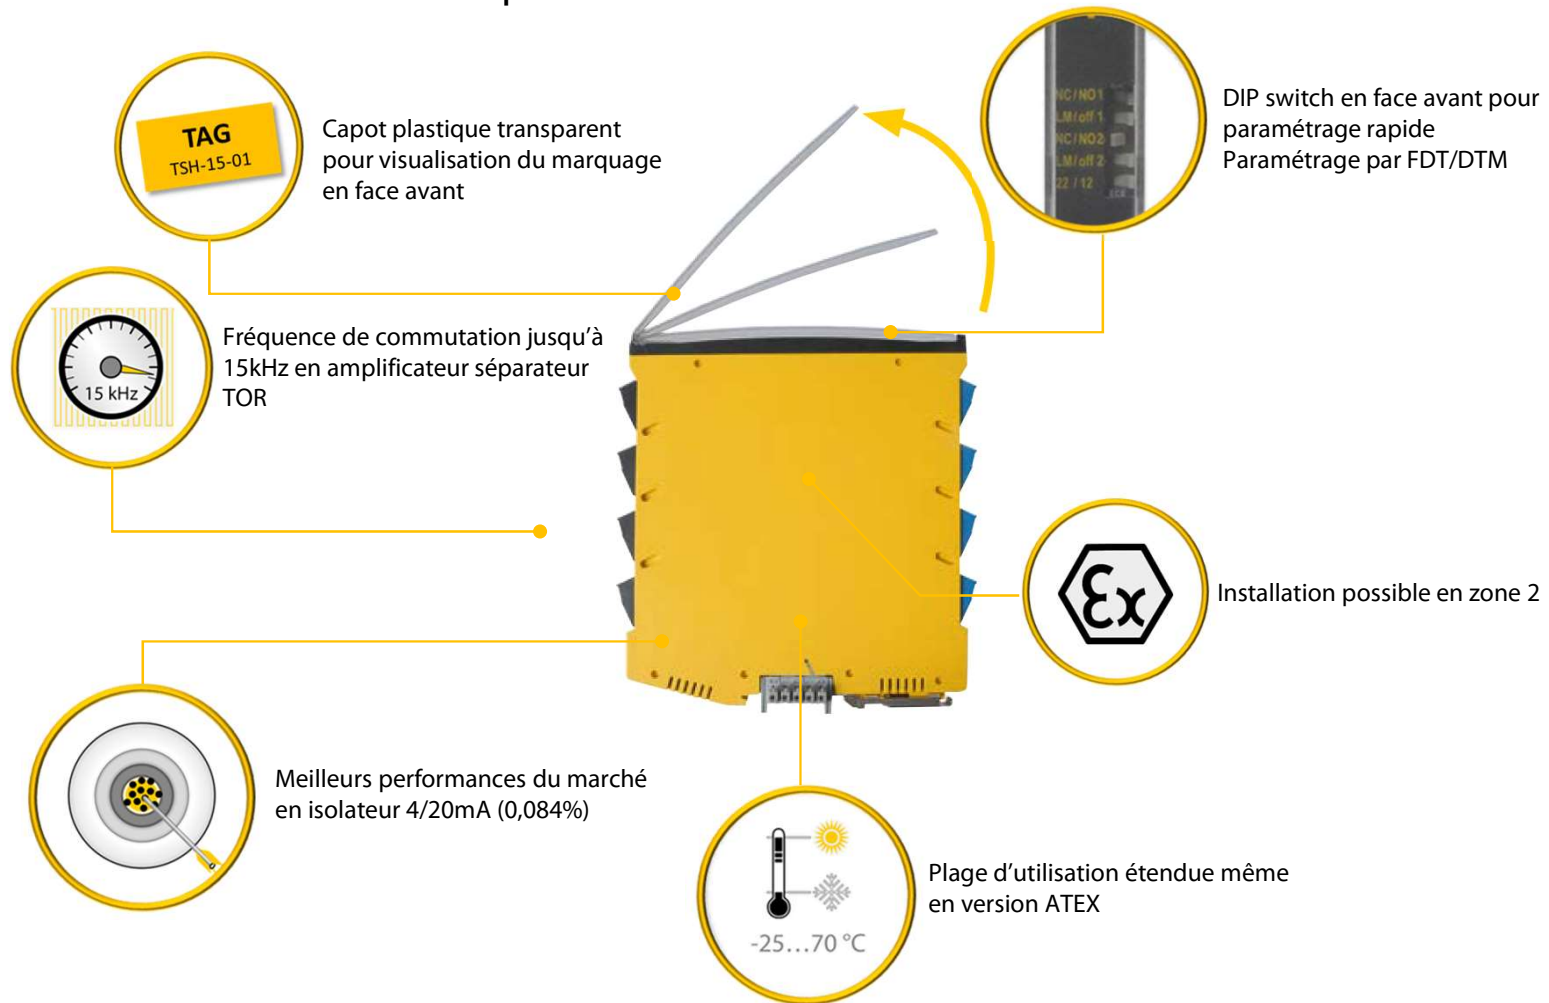 TAG
TSH-15-01
Capot plastique transparent
pour visualisation du marquage
en face avant
NC/NO1
LM/off 1
NC/NO2
LM/off 2
22 / 12
DIP switch en face avant pour
paramétrage rapide
Paramétrage par FDT/DTM
15 kHz
Fréquence de commutation jusqu’à
15kHz en amplificateur séparateur
TOR
Ex
Installation possible en zone 2
Meilleurs performances du marché
en isolateur 4/20mA (0,084%)
-25...70 °C
Plage d’utilisation étendue même
en version ATEX